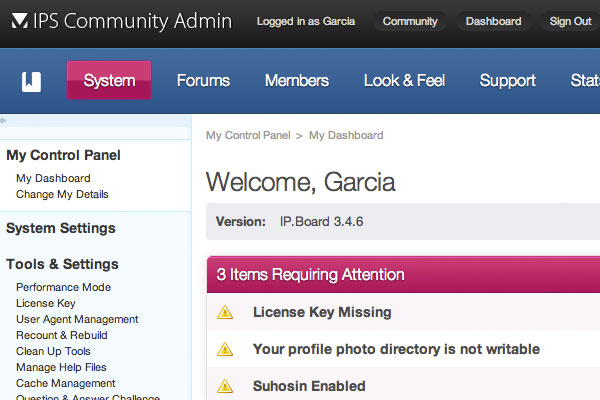 IPS Community Admin
Logged in as Garcia
Community
Dashboard
Sign Out
System
Forums
Members
Look & Feel
Support
My Control Panel
My Dashboard
Change My Details
System Settings
Tools & Settings
Performance Mode
License Key
User Agent Management
Recount & Rebuild
Clean Up Tools
Manage Help Files
Cache Management
Question & Answer Challenge
My Control Panel > My Dashboard
Welcome, Garcia
Version: IP.Board 3.4.6
3 Items Requiring Attention
License Key Missing
Your profile photo directory is not writable
Suhosin Enabled